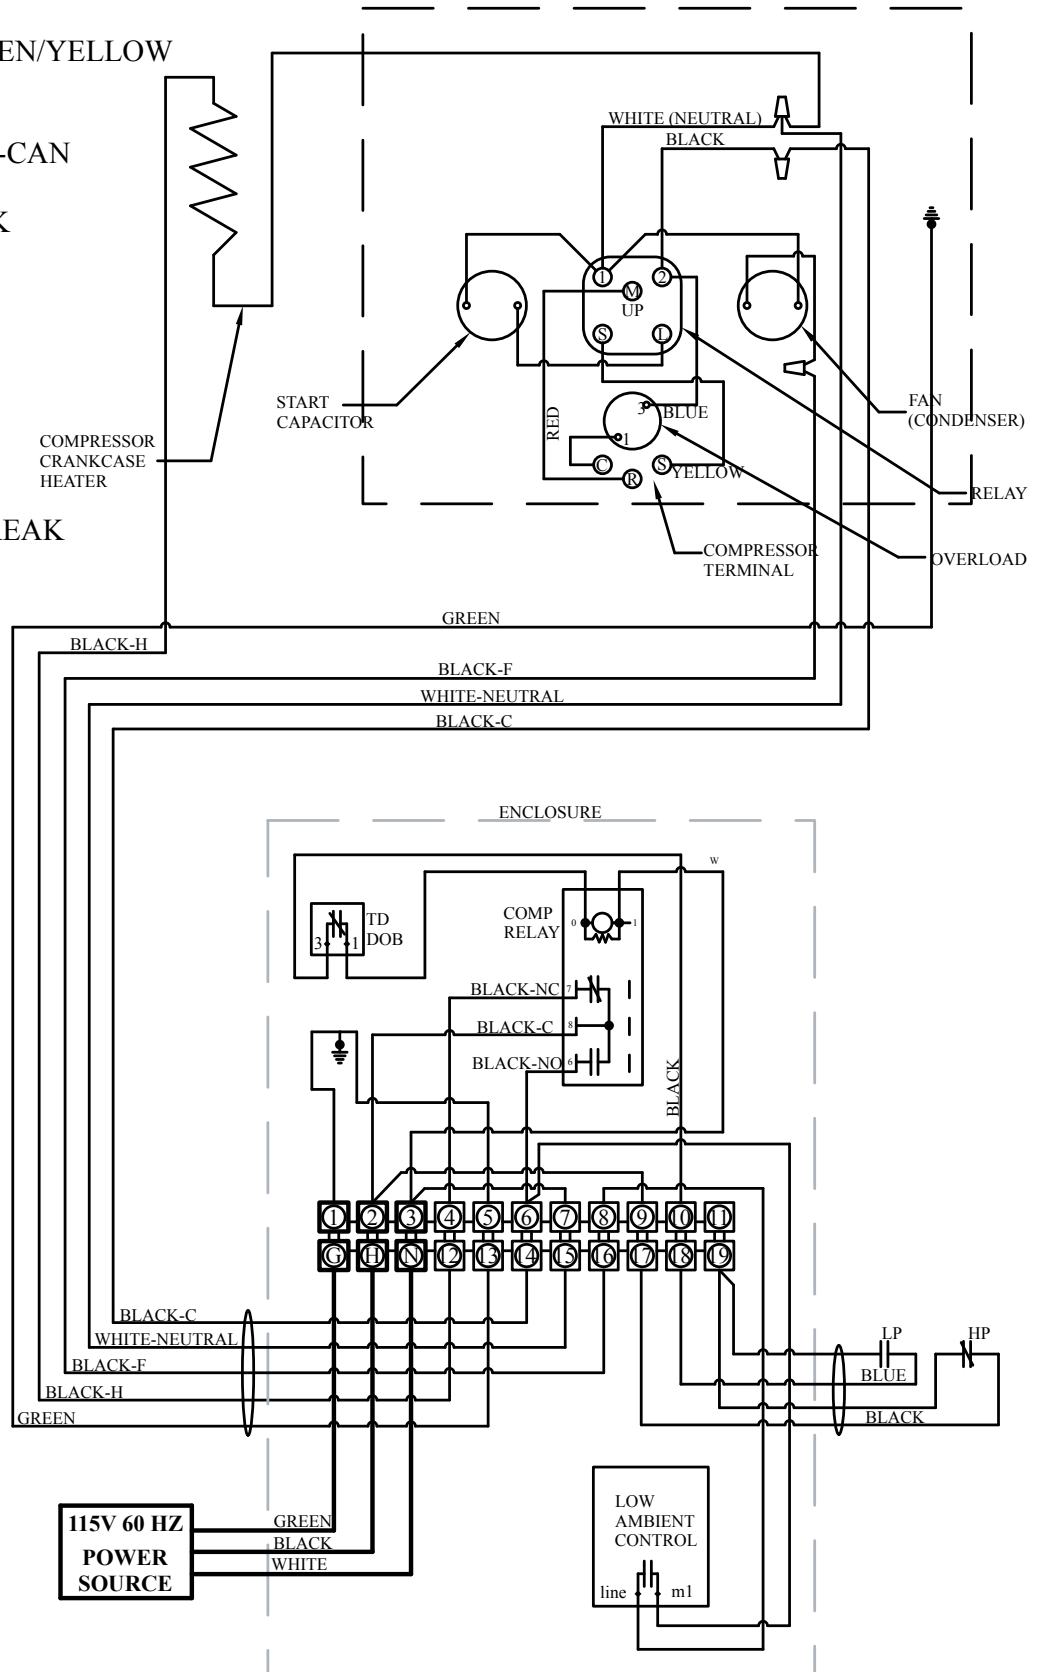 EN/YELLOW
-CAN
K
EAK
WHITE (NEUTRAL)
BLACK
1
2
M
UP
S
L
START
CAPACITOR
COMPRESSOR
CRANKCASE
HEATER
RED
3
BLUE
1
C
R
S
YELLOW
FAN
(CONDENSER)
RELAY
OVERLOAD
COMPRESSOR
TERMINAL
GREEN
BLACK-H
BLACK-F
WHITE-NEUTRAL
BLACK-C
ENCLOSURE
W
TD
DOB
3
1
COMP
RELAY
0
1
BLACK-NC
7
BLACK-C
8
BLACK-NO
6
BLACK
1 2 3 4 5 6 7 8 9 10 11
G H N 12 13 14 15 16 17 18 19
BLACK-C
WHITE-NEUTRAL
BLACK-F
BLACK-H
GREEN
LP
HP
BLUE
BLACK
115V 60 HZ
POWER
SOURCE
GREEN
BLACK
WHITE
LOW
AMBIENT
CONTROL
line
m1